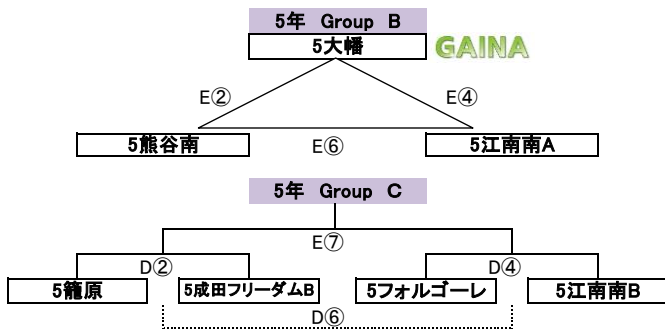 5年 Group B
5大幡
GAINA
E②
E④
5熊谷南
E⑥
5江南南A
5年 Group C
E⑦
D②
D④
5籠原
5成田フリーダムB
5フォルゴーレ
5江南南B
D⑥